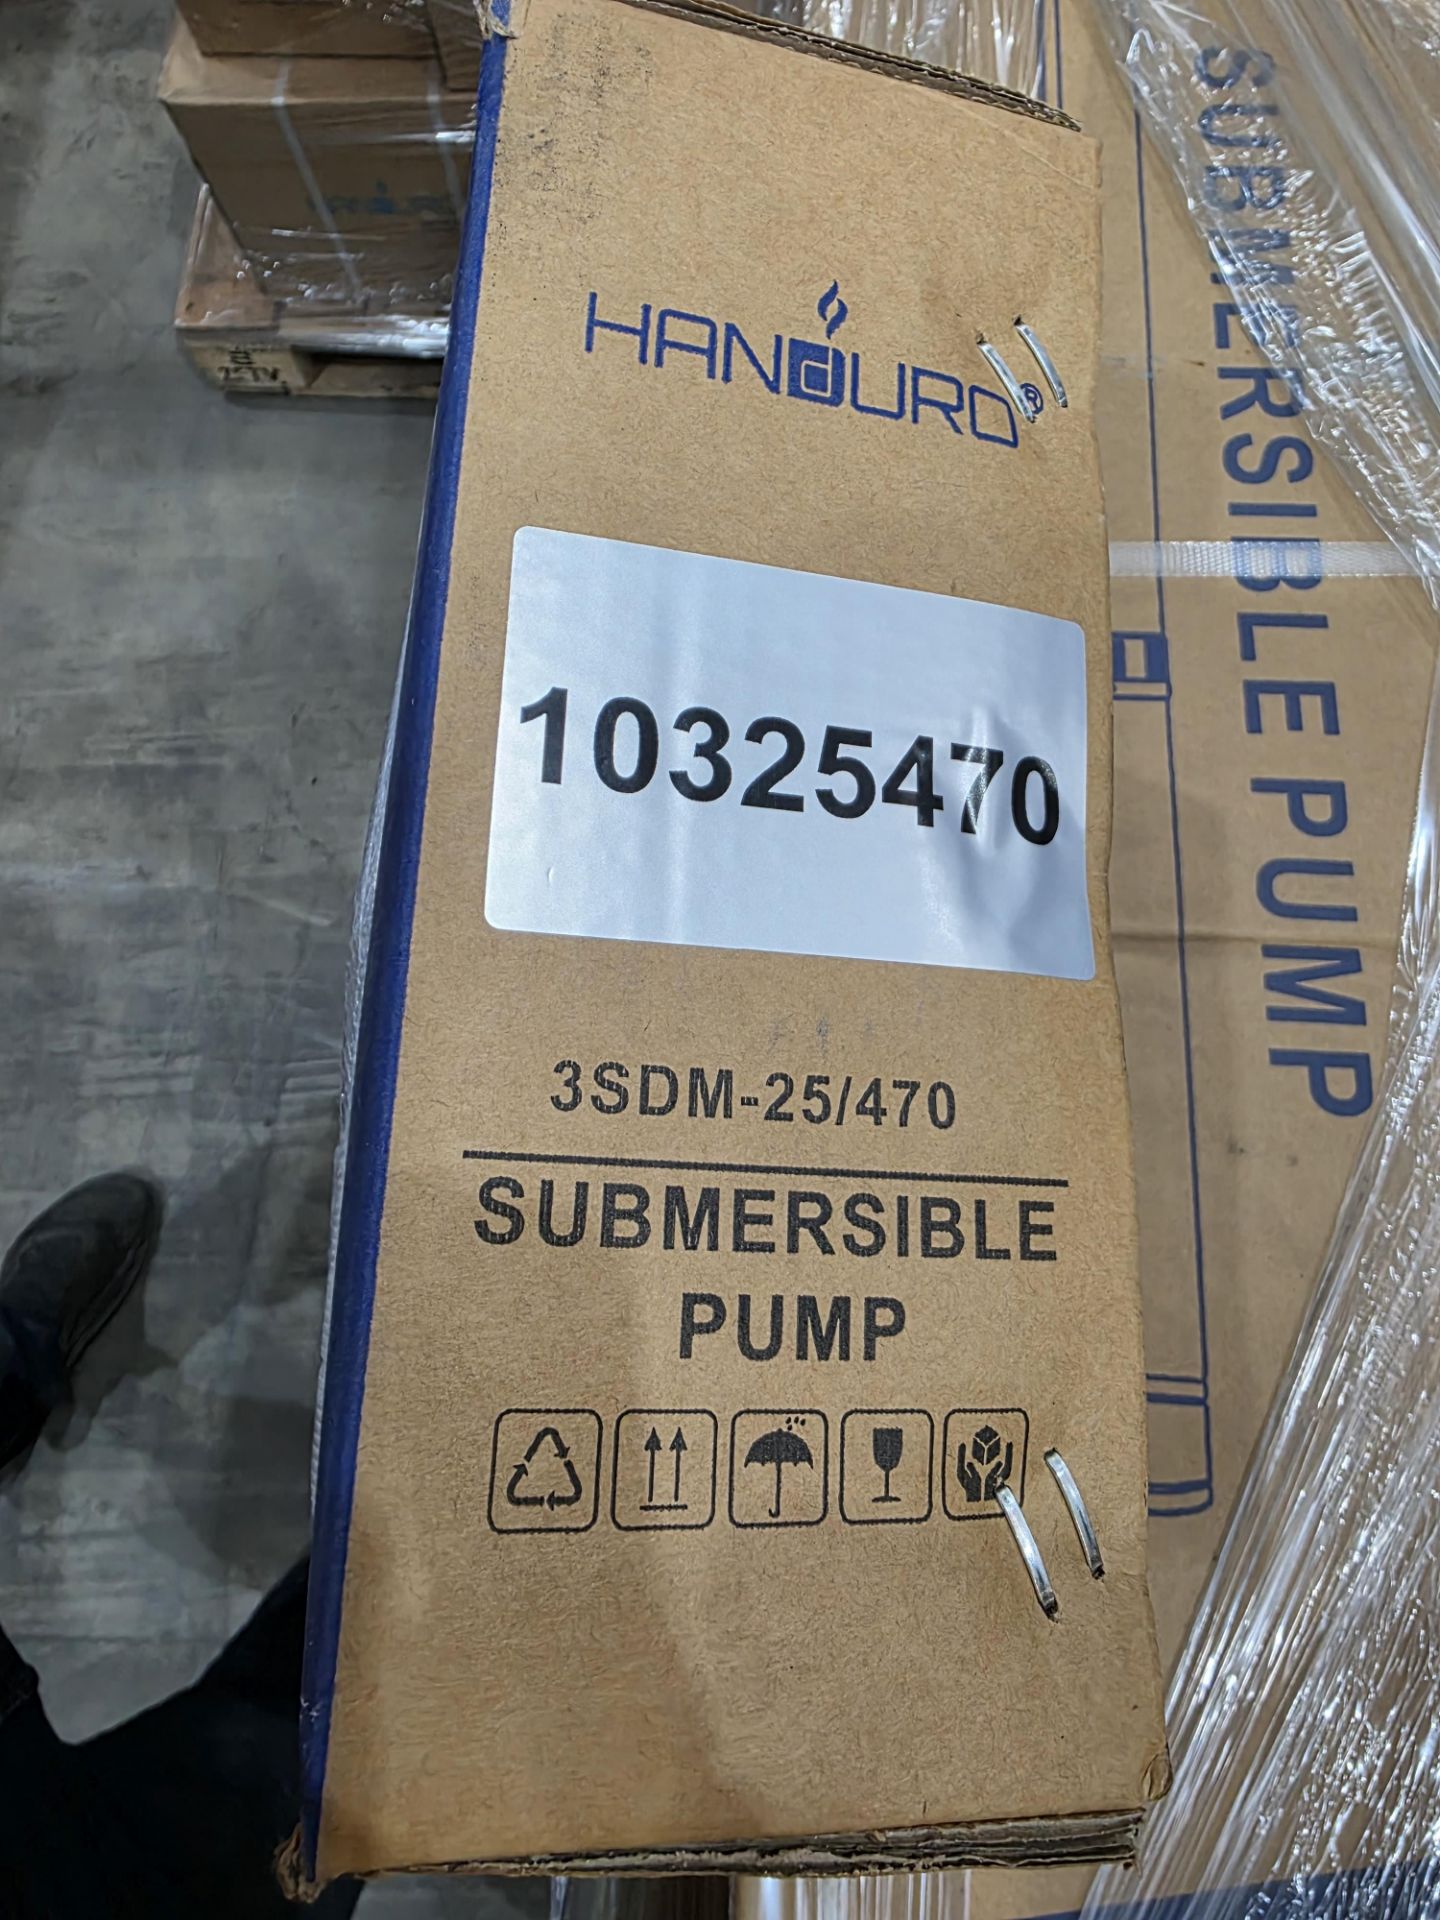 HANDURO®
10325470
3SDM-25/470
SUBMERSIBLE
PUMP
SUBMERSIBLE PUMP